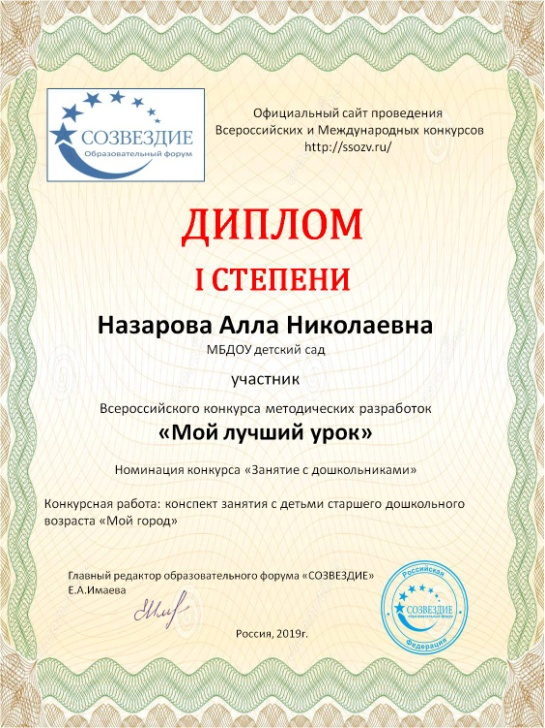 СОЗВЕЗДИЕ
Образовательный форум
Официальный сайт проведения
Всероссийских и Международных конкурсов
http://ssozv.ru/
ДИПЛОМ
I СТЕПЕНИ
Назарова Алла Николаевна
МБДОУ детский сад
участник
Всероссийского конкурса методических разработок
«Мой лучший урок»
Номинация конкурса «Занятие с дошкольниками»
Конкурсная работа: конспект занятия с детьми старшего дошкольного
возраста «Мой город»
Главный редактор образовательного форума «СОЗВЕЗДИЕ»
Е.А.Имаева
Российская
СОЗВЕЗДИЕ
образовательный форум
Федерация
Россия, 2019г.